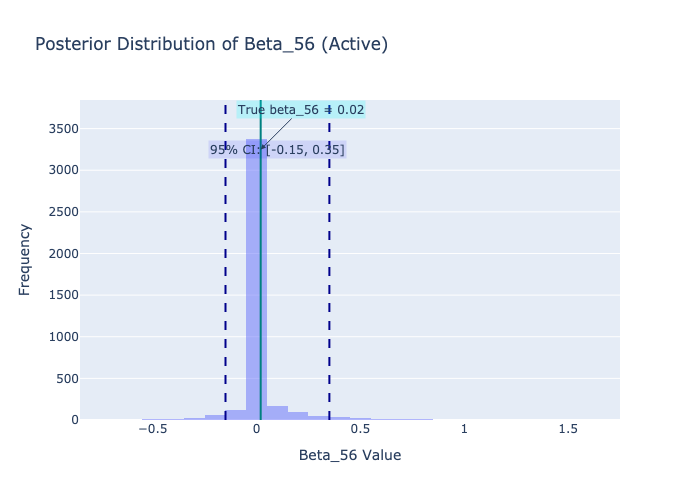 Posterior Distribution of Beta_56 (Active)
True beta_56 = 0.02
95% CI: [-0.15, 0.35]
3500
3000
2500
2000
1500
1000
500
0
Frequency
−0.5
0
0.5
1
1.5
Beta_56 Value